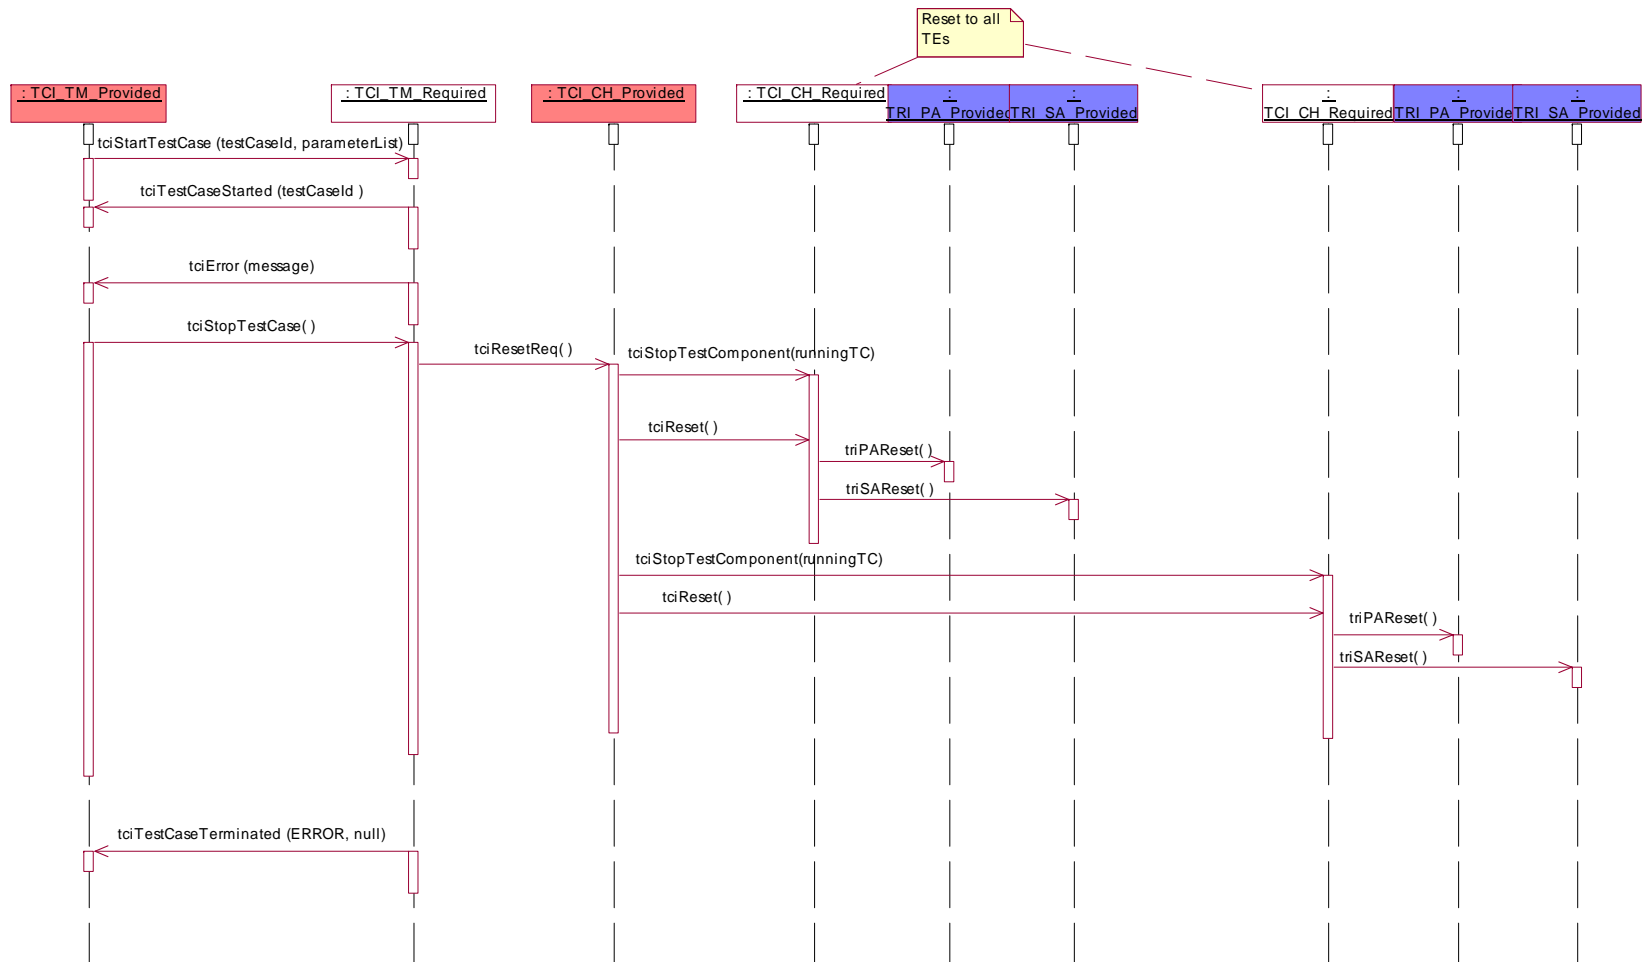 Reset to all
TEs
: TCI_TM_Provided
: TCI_TM_Required
: TCI_CH_Provided
: TCI_CH_Required
:
TRI_PA_Provided
:
TRI_SA_Provided
:
TCI_CH_Required
:
TRI_PA_Provide
:
TRI_SA_Provided
tciStartTestCase (testCaseId, parameterList)
tciTestCaseStarted (testCaseId )
tciError (message)
tciStopTestCase( )
tciResetReq( )
tciStopTestComponent(runningTC)
tciReset( )
triPAReset( )
triSAReset( )
tciStopTestComponent(runningTC)
tciReset( )
triPAReset( )
triSAReset( )
tciTestCaseTerminated (ERROR, null)